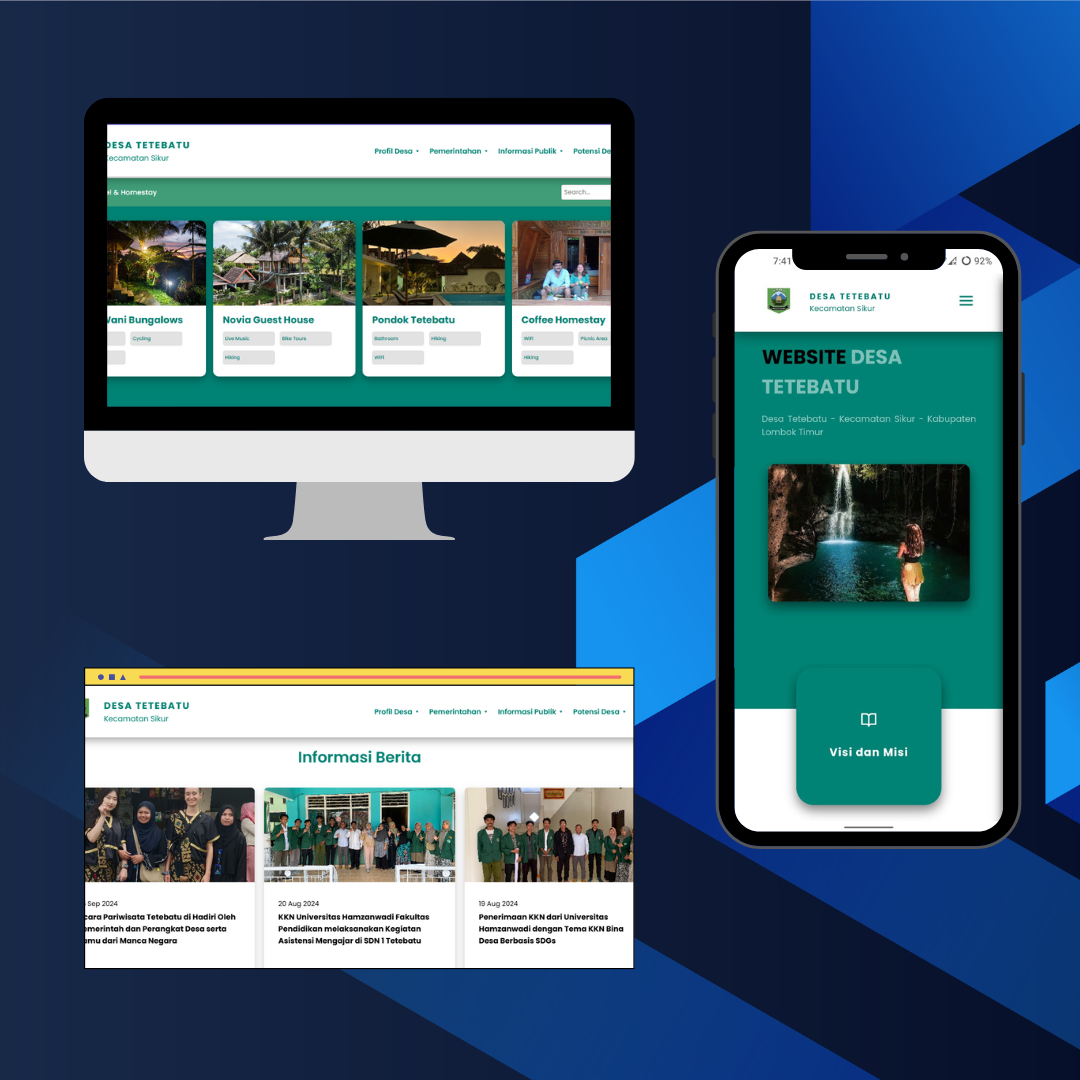 DESA TETEBATU
Kecamatan Sikur
Profil Desa
Pemerintahan
Informasi Publik
Potensi De
el & Homestay
Search...
Wani Bungalows
Cycling
Novia Guest House
Live Music
Bike Tours
Hiking
Pondok Tetebatu
Bathroom
Hiking
WiFi
Coffee Homestay
WiFi
Picnic Area
Hiking
7:41
92%
DESA TETEBATU
Kecamatan Sikur
WEBSITE DESA
TETEBATU
Desa Tetebatu - Kecamatan Sikur - Kabupaten
Lombok Timur
Visi dan Misi
DESA TETEBATU
Kecamatan Sikur
Profil Desa
Pemerintahan
Informasi Publik
Potensi Desa
Informasi Berita
Sep 2024
cara Pariwisata Tetebatu di Hadiri Oleh
emerintah dan Perangkat Desa serta
amu dari Manca Negara
20 Aug 2024
KKN Universitas Hamzanwadi Fakultas
Pendidikan melaksanakan Kegiatan
Asistensi Mengajar di SDN 1 Tetebatu
19 Aug 2024
Penerimaan KKN dari Universitas
Hamzanwadi dengan Tema KKN Bina
Desa Berbasis SDGs